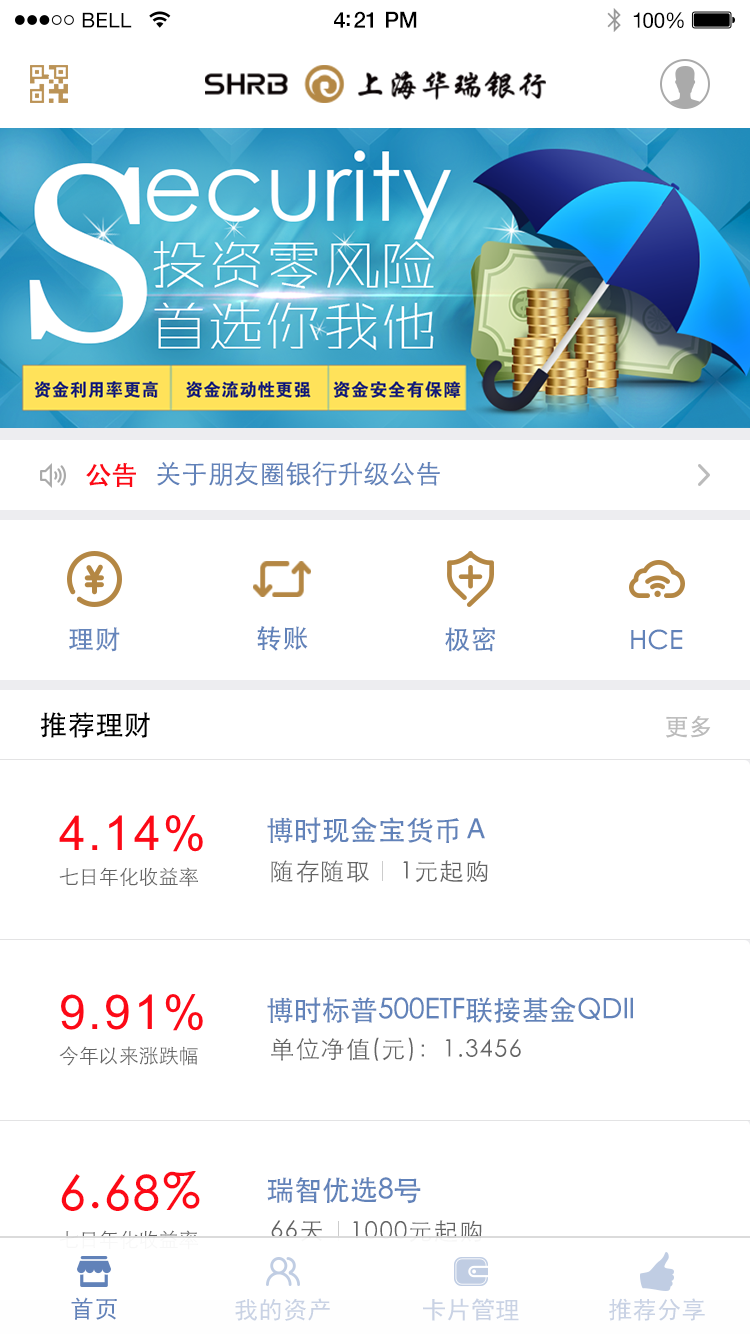 BELL 4:21 PM 100%
SHRB 上海华瑞银行
Security
投资零风险
首选你我他
资金利用率更高 资金流动性更强 资金安全有保障
公告 关于朋友圈银行升级公告
理财 转账 极密 HCE
推荐理财 更多
4.14% 博时现金宝货币 A
七日年化收益率 随存随取 1元起购
9.91% 博时标普500ETF联接基金QDII
今年以来涨跌幅 单位净值(元)：1.3456
6.68% 瑞智优选8号
七日年化收益率 66天 1000元起购
首页 我的资产 卡片管理 推荐分享